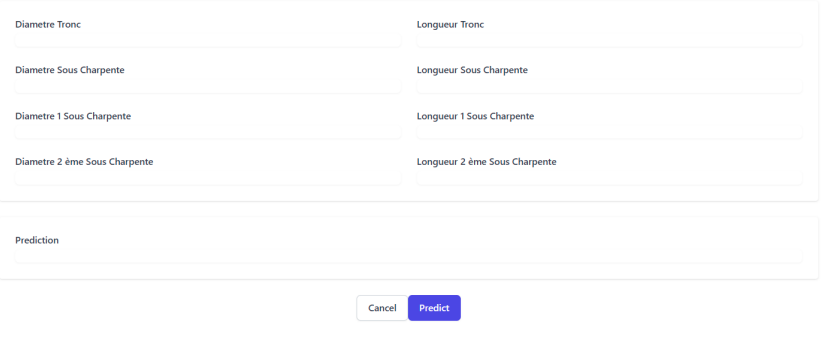 Diametre Tronc
Longueur Tronc
Diametre Sous Charpente
Longueur Sous Charpente
Diametre 1 Sous Charpente
Longueur 1 Sous Charpente
Diametre 2 ème Sous Charpente
Longueur 2 ème Sous Charpente
Prediction
Cancel
Predict